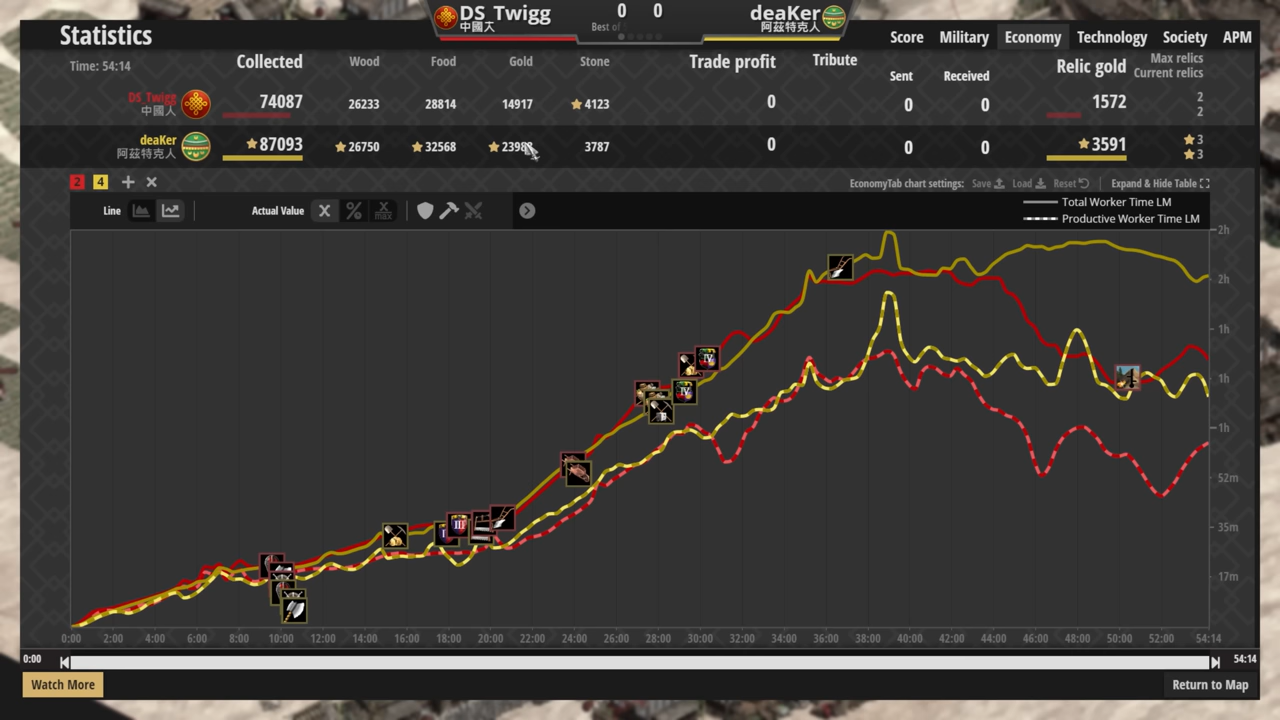 DS_Twigg 0 0 deaKer
中國人 Best of 阿茲特克人
Statistics
Score Military Economy Technology Society APM
Time: 54:14
Collected Wood Food Gold Stone Trade profit Tribute Sent Received Relic gold Max relics
Current relics
DS_Twigg 74087 26233 28814 14917 4123 0 0 0 1572 2
中國人 2
deaKer 87093 26750 32568 3787 0 0 0 3591 3
阿茲特克人 3
2 4 + ×
EconomyTab chart settings: Save Load Reset Expand & Hide Table
Line Actual Value X % X max
Total Worker Time LM
Productive Worker Time LM
2h
2h
1h
1h
1h
52m
35m
17m
III
IV
IV
0:00 2:00 4:00 6:00 8:00 10:00 12:00 14:00 16:00 18:00 20:00 22:00 24:00 26:00 28:00 30:00 32:00 34:00 36:00 38:00 40:00 42:00 44:00 46:00 48:00 50:00 52:00 54:14
0:00 54:14
Watch More Return to Map